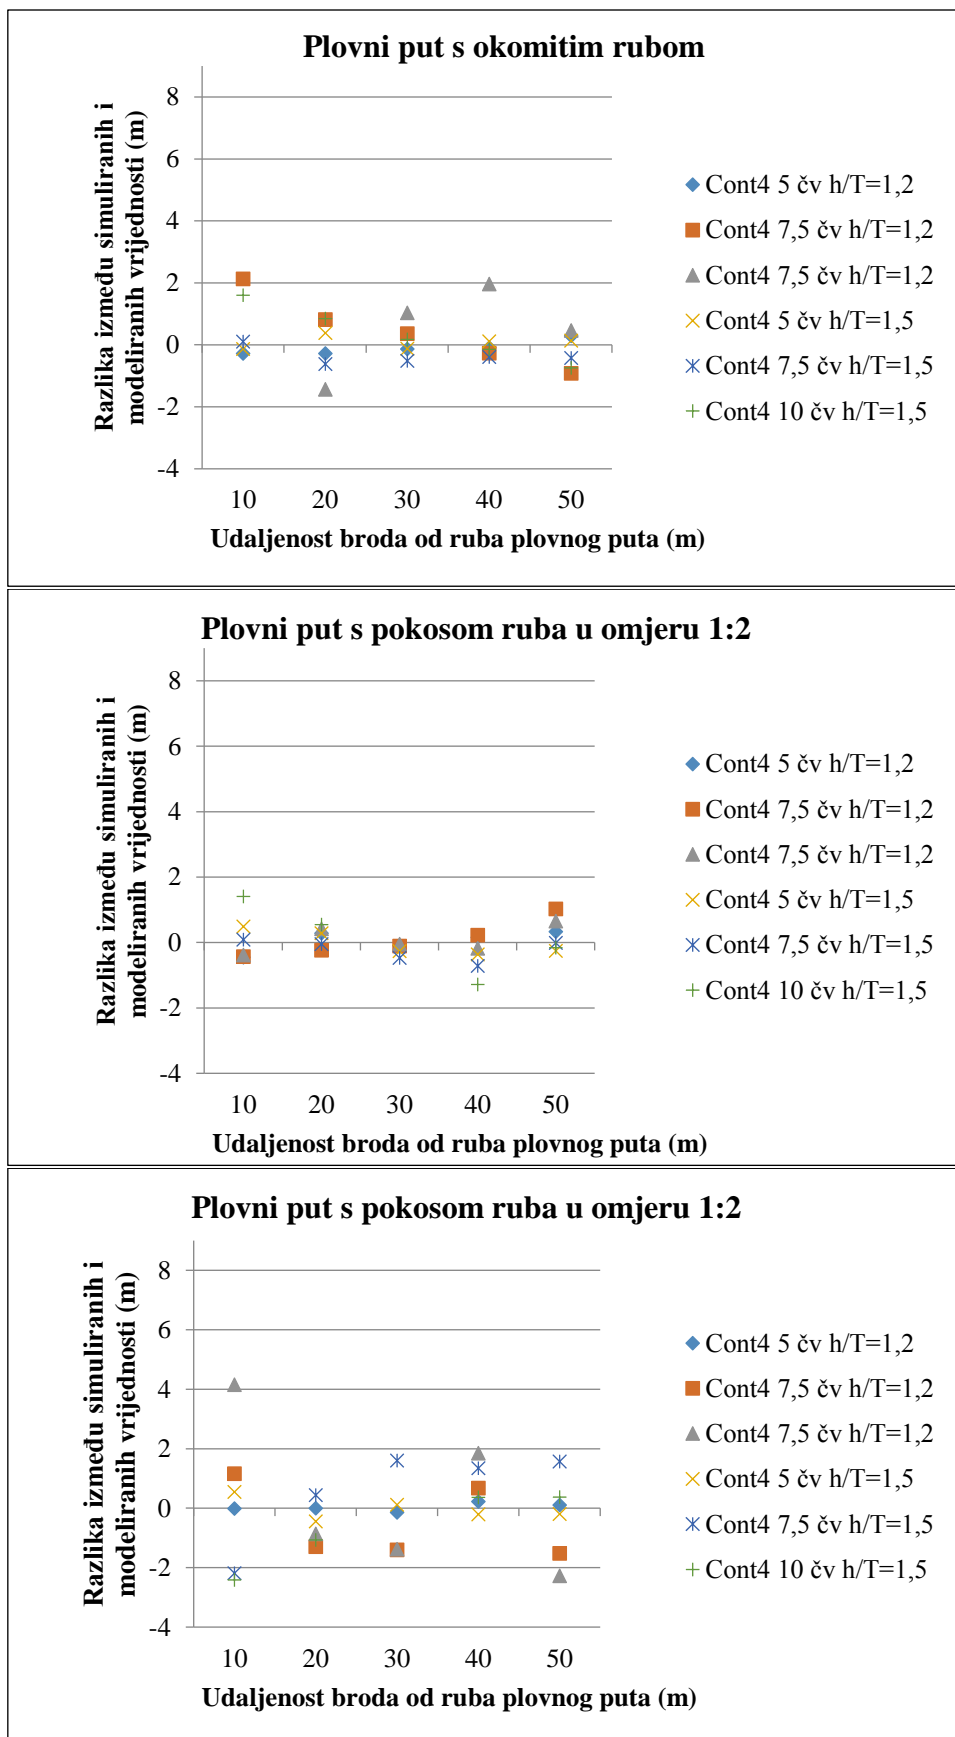 Plovni put s okomitim rubom
Razlika između simuliranih i
modeliranih vrijednosti (m)
8
6
4
2
0
-2
-4
10 20 30 40 50
Udaljenost broda od ruba plovnog puta (m)
Cont4 5 čv h/T=1,2
Cont4 7,5 čv h/T=1,2
Cont4 7,5 čv h/T=1,2
Cont4 5 čv h/T=1,5
Cont4 7,5 čv h/T=1,5
Cont4 10 čv h/T=1,5
Plovni put s pokosom ruba u omjeru 1:2
Razlika između simuliranih i
modeliranih vrijednosti (m)
8
6
4
2
0
-2
-4
10 20 30 40 50
Udaljenost broda od ruba plovnog puta (m)
Cont4 5 čv h/T=1,2
Cont4 7,5 čv h/T=1,2
Cont4 7,5 čv h/T=1,2
Cont4 5 čv h/T=1,5
Cont4 7,5 čv h/T=1,5
Cont4 10 čv h/T=1,5
Plovni put s pokosom ruba u omjeru 1:2
Razlika između simuliranih i
modeliranih vrijednosti (m)
8
6
4
2
0
-2
-4
10 20 30 40 50
Udaljenost broda od ruba plovnog puta (m)
Cont4 5 čv h/T=1,2
Cont4 7,5 čv h/T=1,2
Cont4 7,5 čv h/T=1,2
Cont4 5 čv h/T=1,5
Cont4 7,5 čv h/T=1,5
Cont4 10 čv h/T=1,5